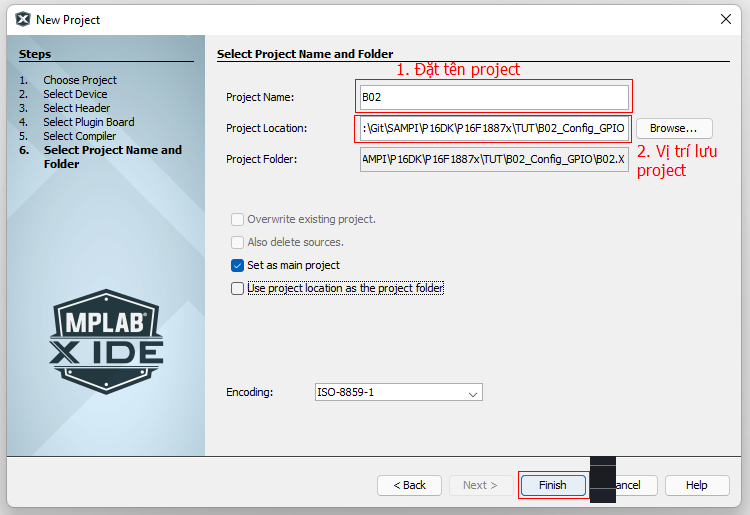 New Project
Steps
1. Choose Project
2. Select Device
3. Select Header
4. Select Plugin Board
5. Select Compiler
6. Select Project Name and
Folder
MPLAB®
X IDE
Select Project Name and Folder
1. Đặt tên project
Project Name: B02
Project Location: :\Git\SAMPI\P16DK\P16F1887x\TUT\B02_Config_GPIO Browse...
Project Folder: AMPI\P16DK\P16F1887x\TUT\B02_Config_GPIO\B02.X
2. Vị trí lưu
project
Overwrite existing project.
Also delete sources.
Set as main project
Use project location as the project folder
Encoding: ISO-8859-1
< Back Next > Finish Help